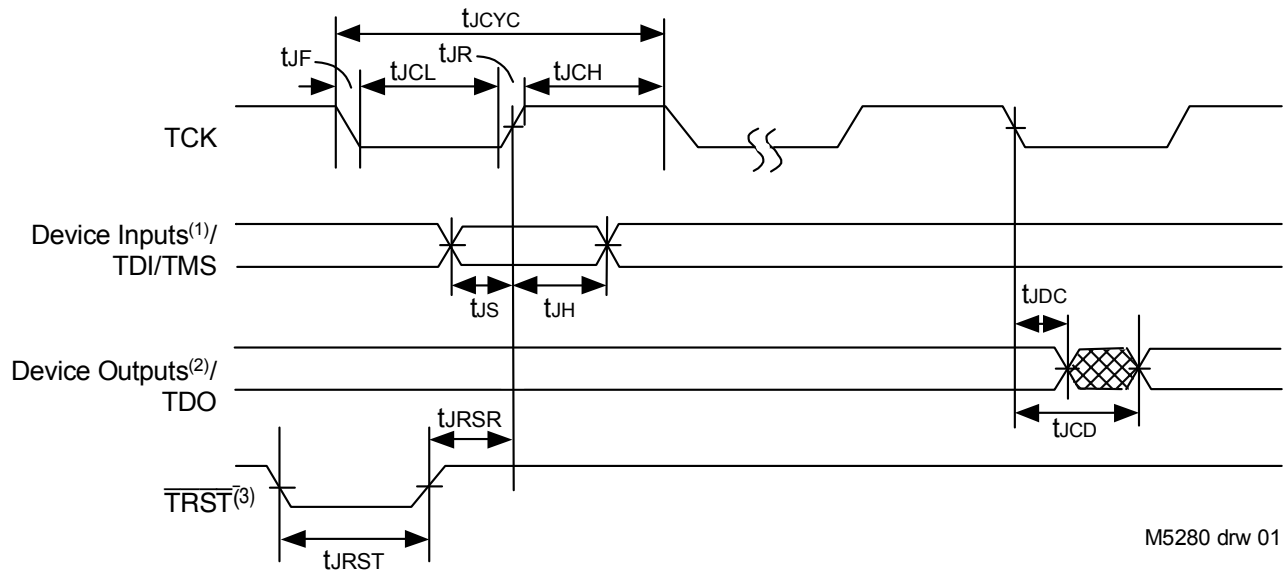 tJCYC
tJF
tJCL
tJR
tJCH
TCK
Device Inputs(1)/
TDI/TMS
tJS
tJH
tJDC
Device Outputs(2)/
TDO
tJRSR
tJCD
TRST(3)
tJRST
M5280 drw 01